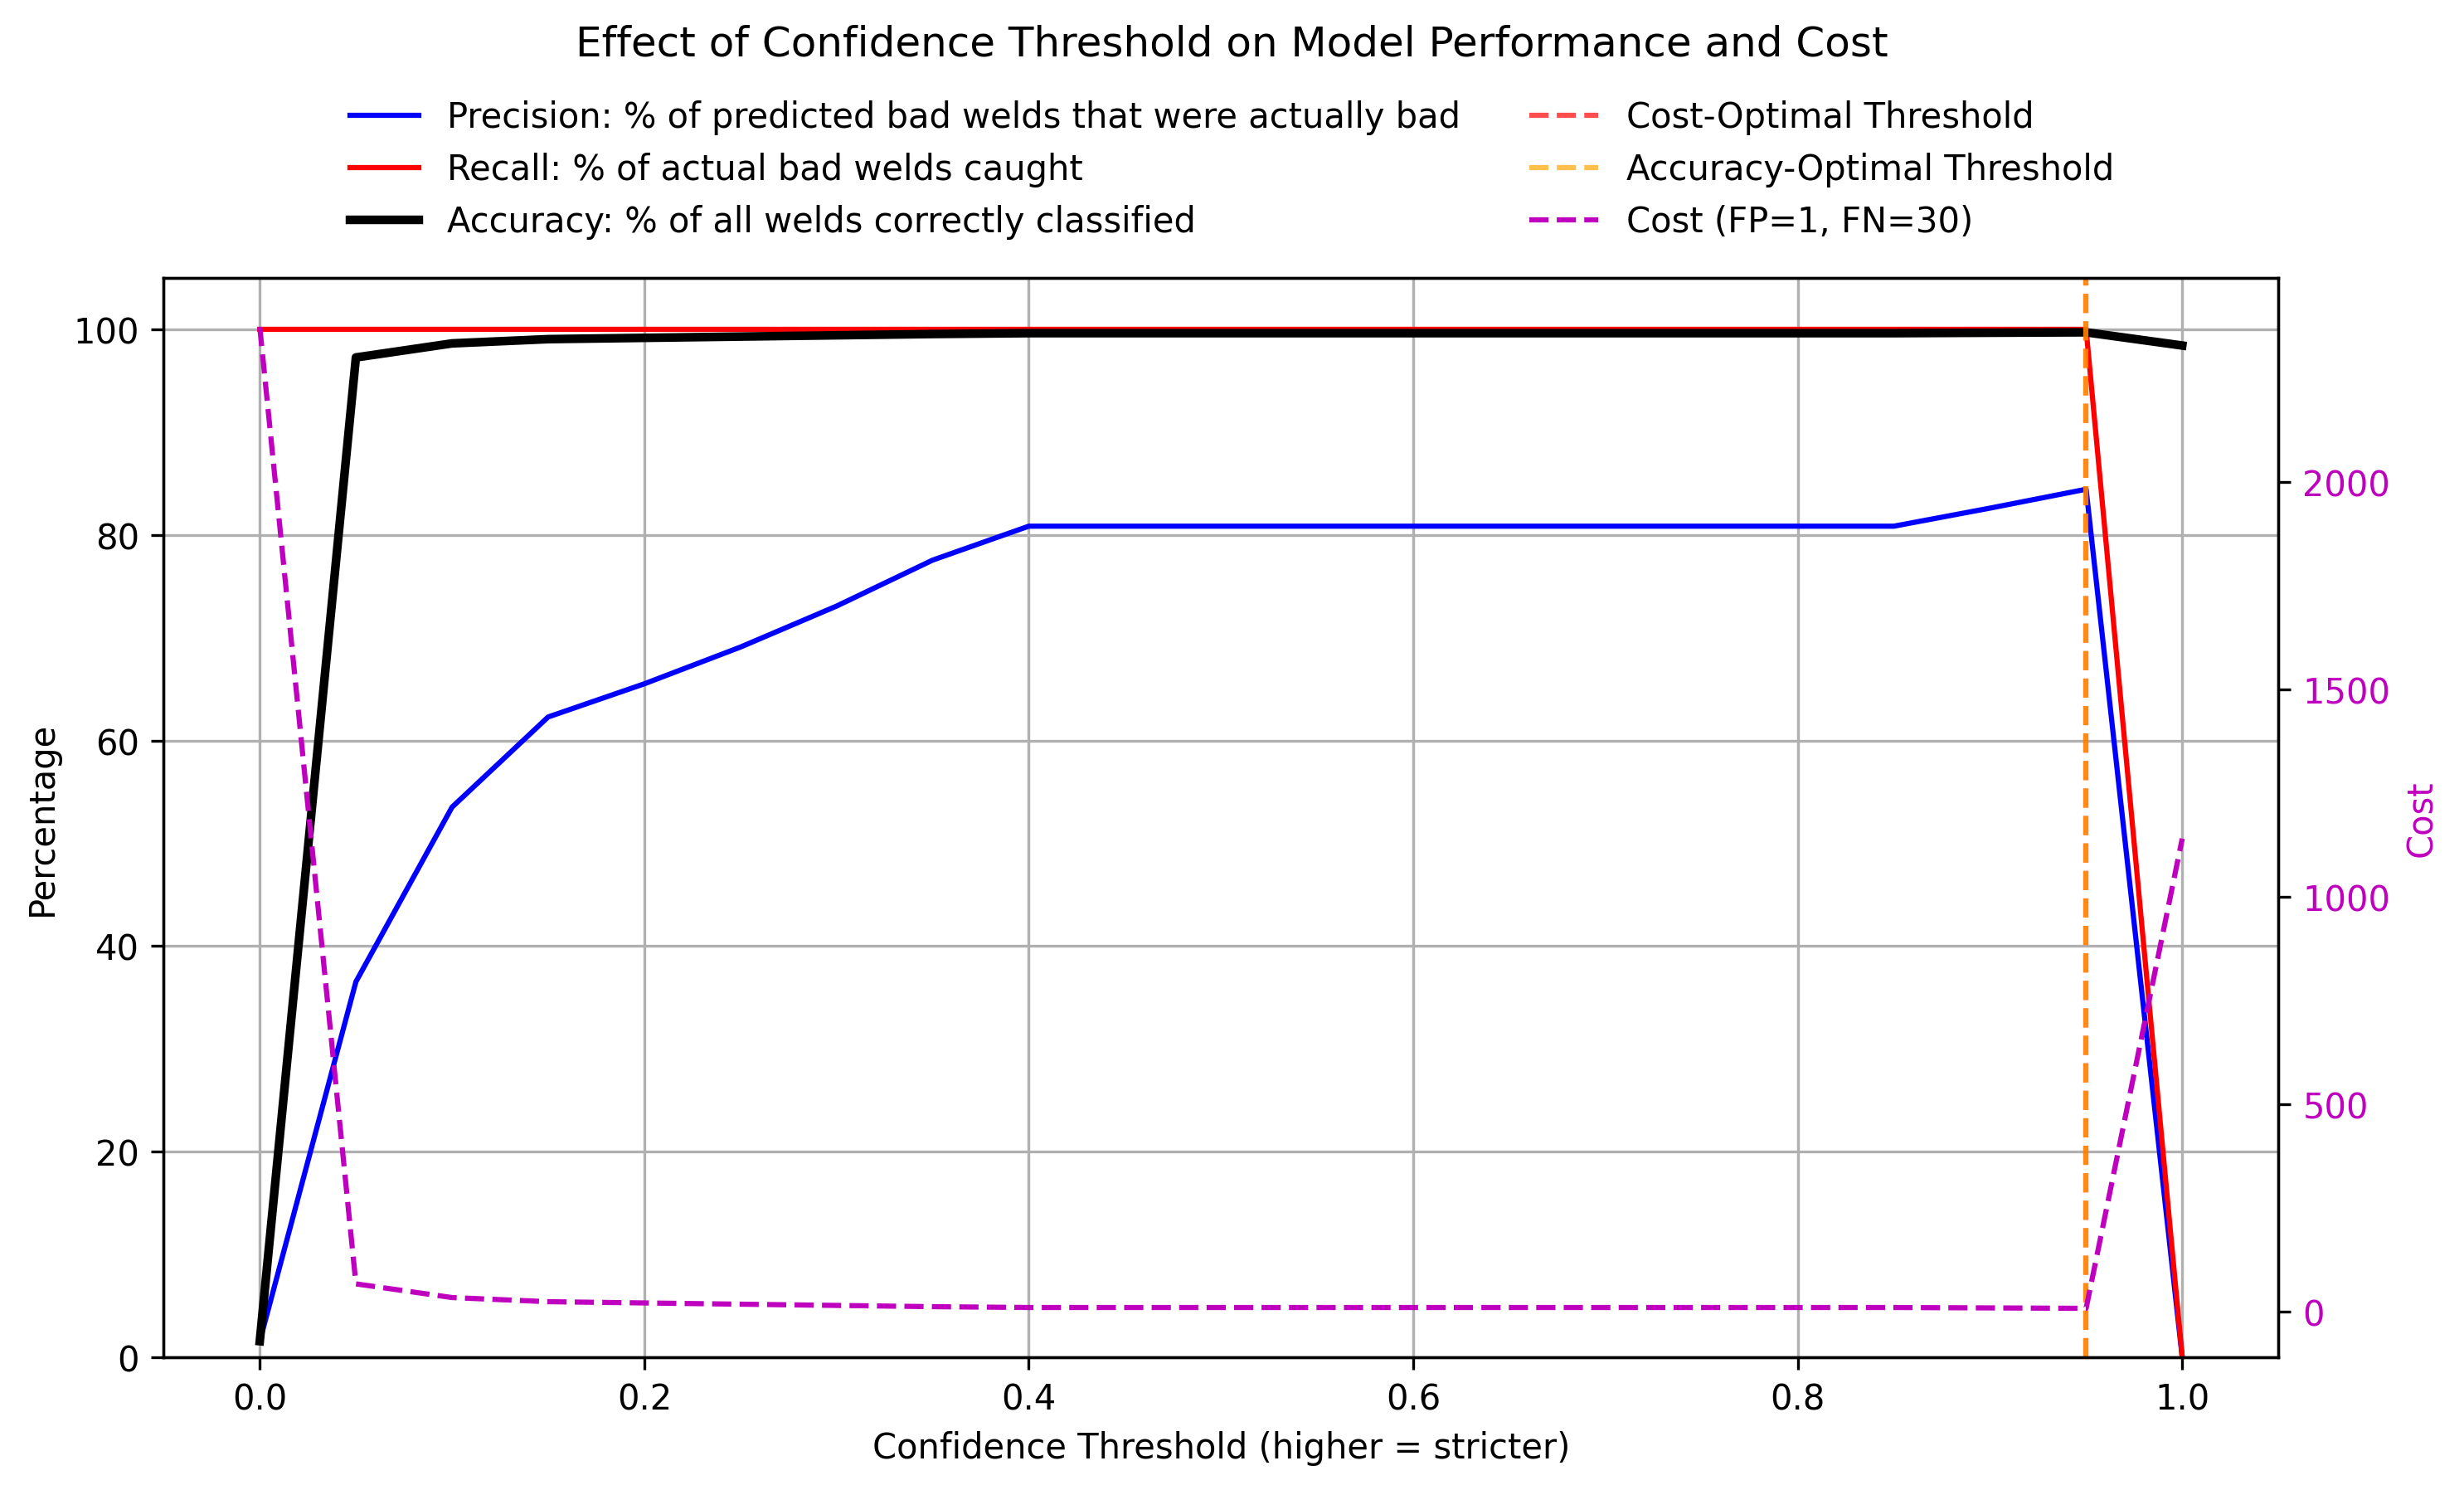 Effect of Confidence Threshold on Model Performance and Cost
Precision: % of predicted bad welds that were actually bad
Recall: % of actual bad welds caught
Accuracy: % of all welds correctly classified
Cost-Optimal Threshold
Accuracy-Optimal Threshold
Cost (FP=1, FN=30)
Percentage
100
80
60
40
20
0
0.0
0.2
0.4
0.6
0.8
1.0
Confidence Threshold (higher = stricter)
2000
1500
1000
500
0
Cost